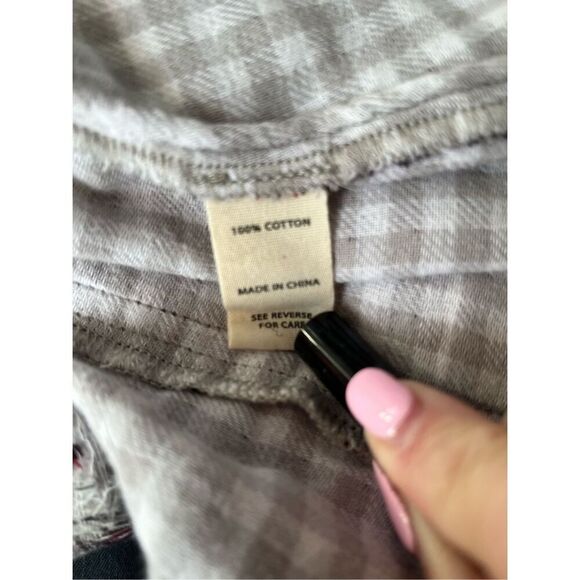 100% COTTON
MADE IN CHINA
SEE REVERSE
FOR CARE